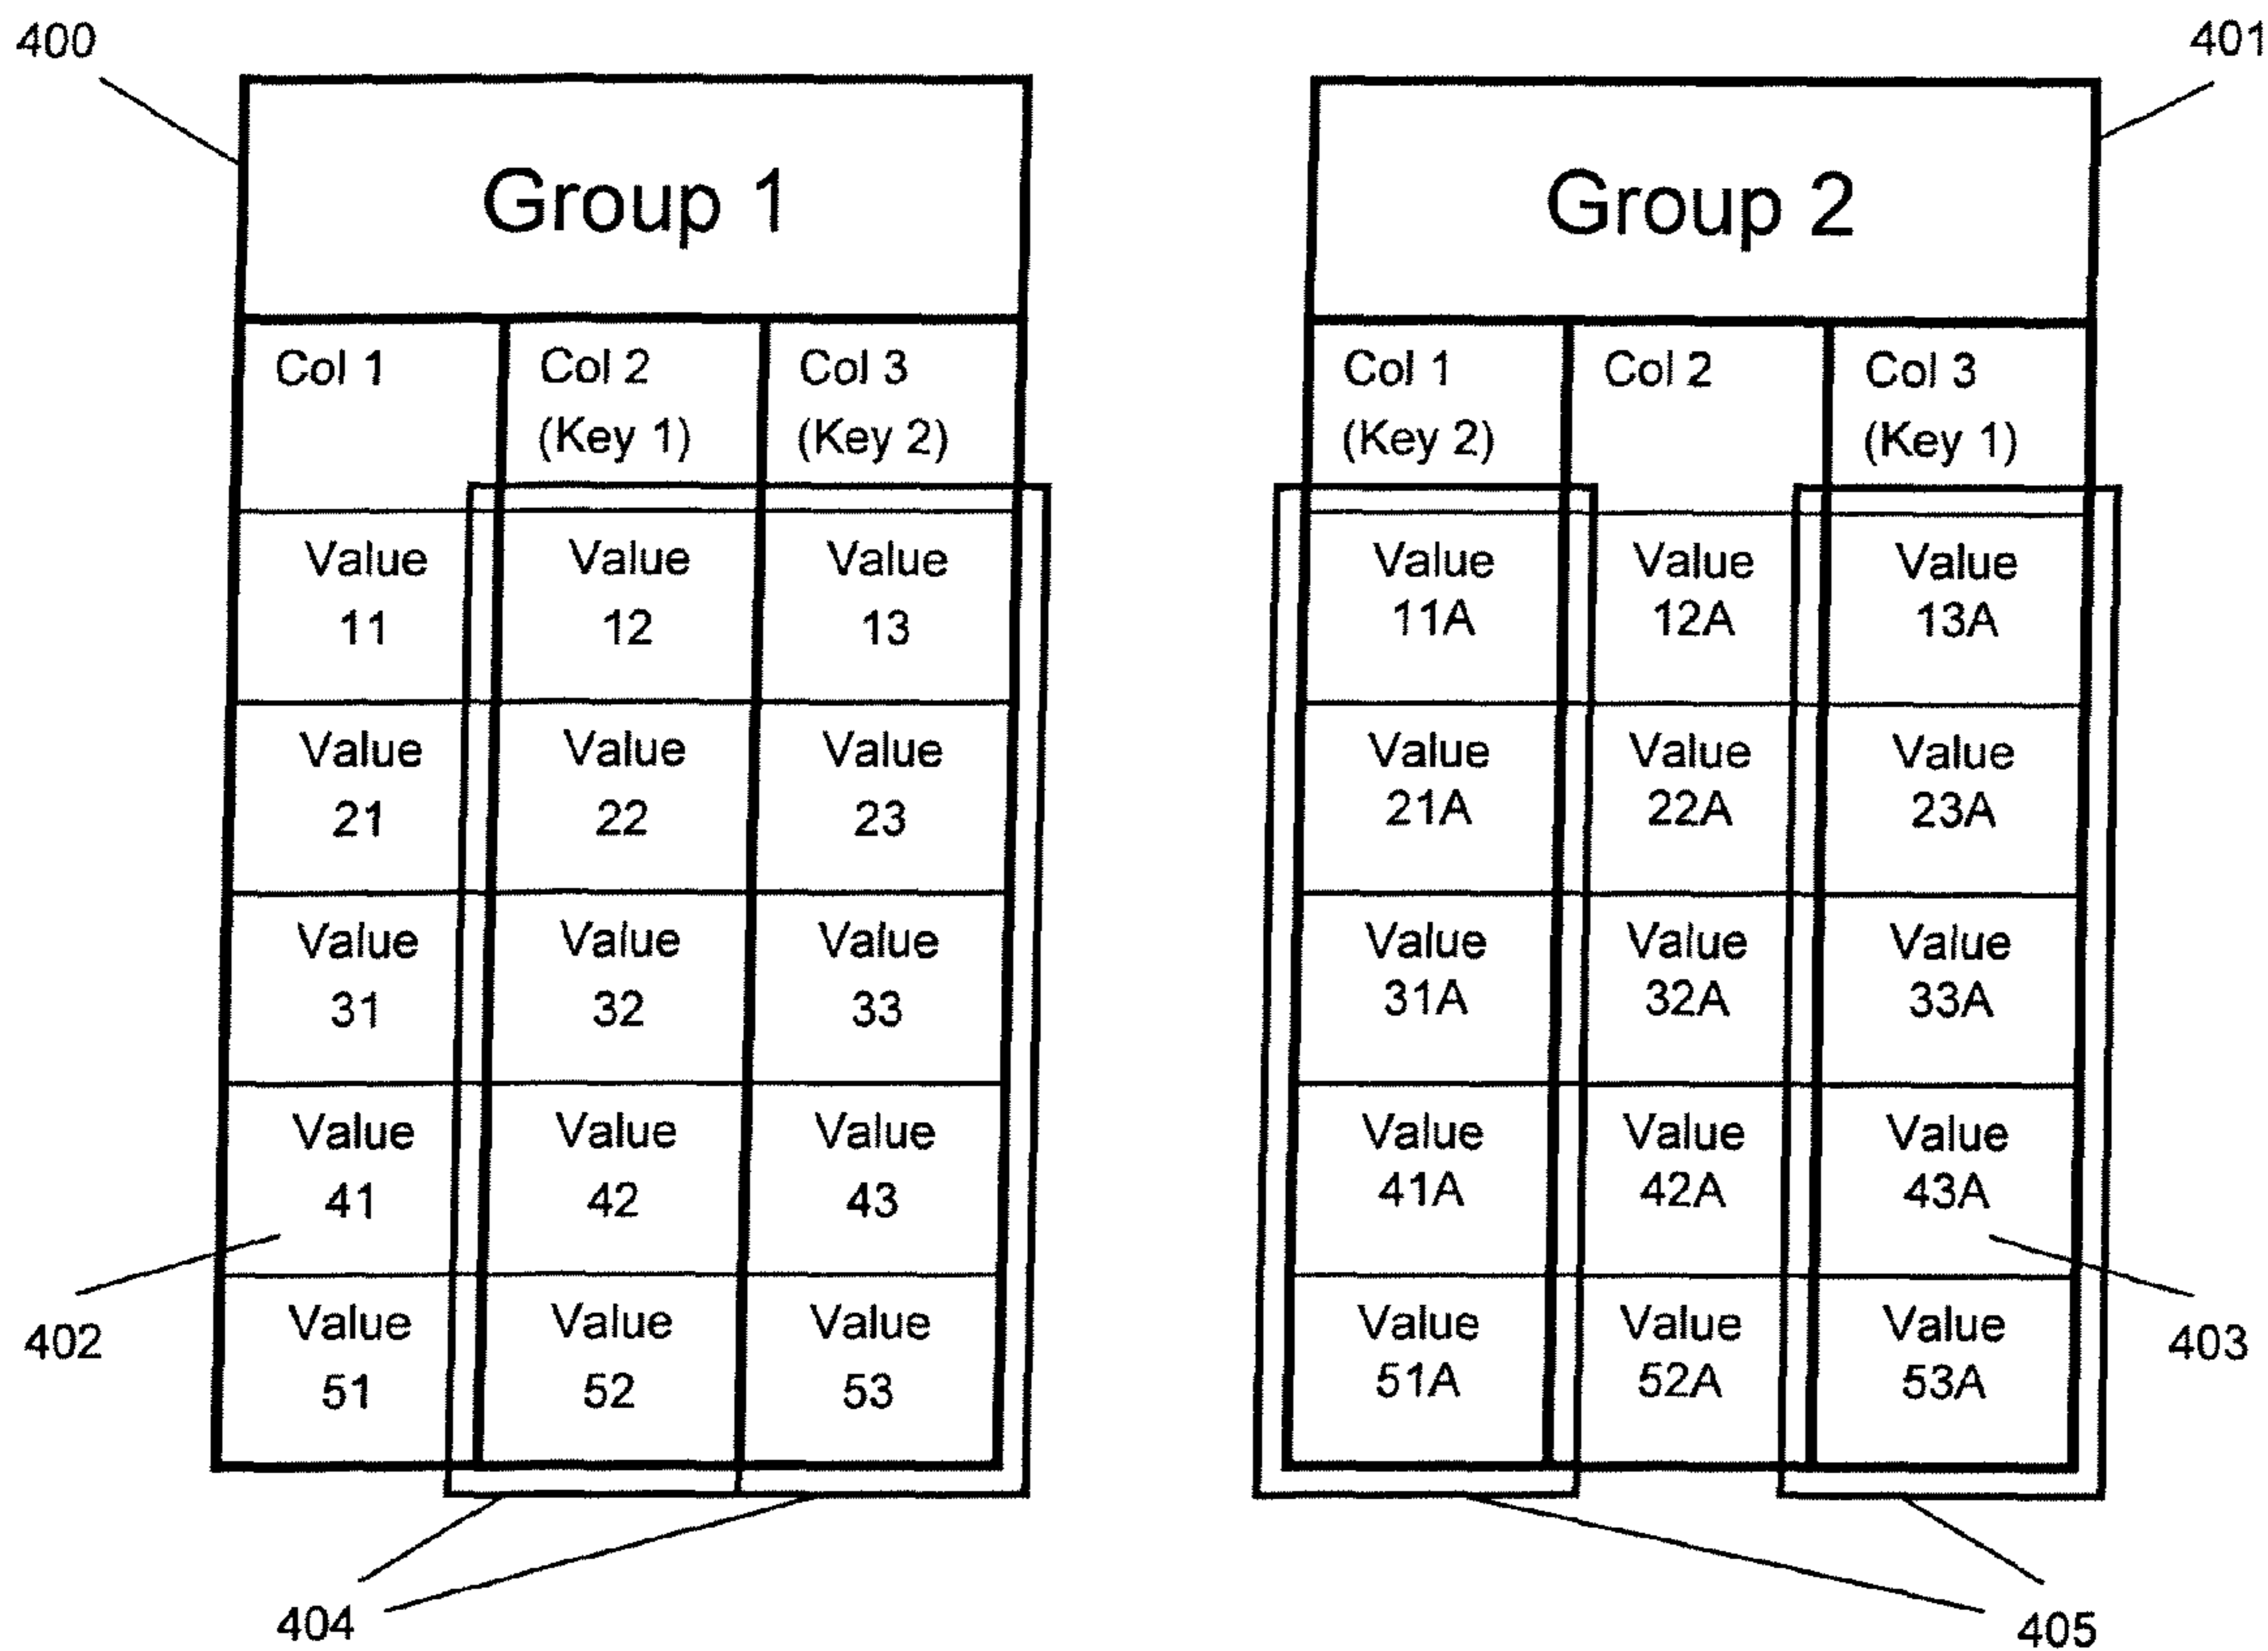 400
401
Group 1
Group 2
Col 1
Col 2
(Key 1)
Col 3
(Key 2)
Col 1
(Key 2)
Col 2
Col 3
(Key 1)
Value
11
Value
12
Value
13
Value
11A
Value
12A
Value
13A
Value
21
Value
22
Value
23
Value
21A
Value
22A
Value
23A
Value
31
Value
32
Value
33
Value
31A
Value
32A
Value
33A
Value
41
Value
42
Value
43
Value
41A
Value
42A
Value
43A
Value
51
Value
52
Value
53
Value
51A
Value
52A
Value
53A
402
403
404
405